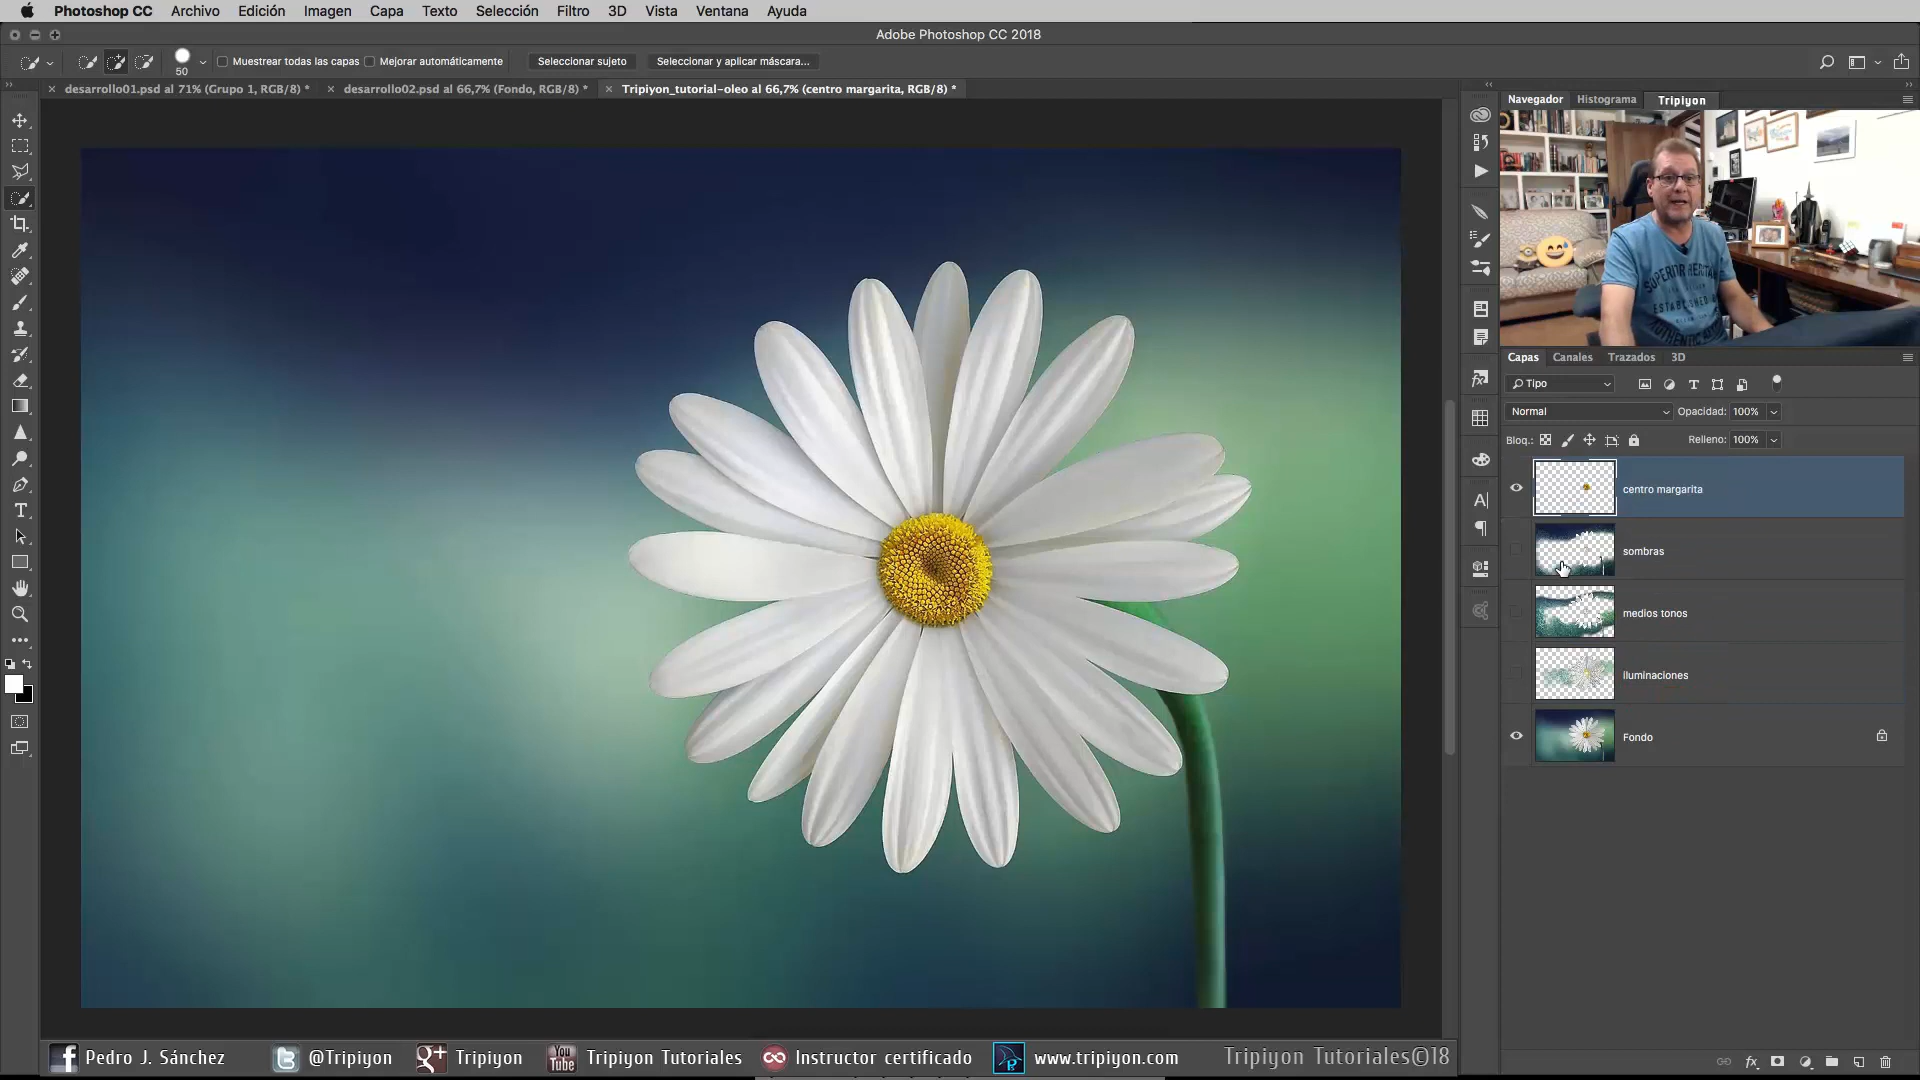 Photoshop CC Archivo Edición Imagen Capa Texto Selección Filtro 3D Vista Ventana Ayuda
Adobe Photoshop CC 2018
50
Muestrear todas las capas
Mejorar automáticamente
Seleccionar sujeto
Seleccionar y aplicar máscara...
desarrollo01.psd al 71% (Grupo 1, RGB/8) *
desarrollo02.psd al 66,7% (Fondo, RGB/8) *
Tripiyon_tutorial-oleo al 66,7% (centro margarita, RGB/8) *
Navegador Histograma Tripiyon
SUPERIOR HERITAGE
Capas Canales Trazados 3D
Tipo
Normal
Opacidad: 100%
Bloq.:
Relleno: 100%
centro margarita
sombras
medios tonos
iluminaciones
Fondo
Pedro J. Sánchez
@Tripiyon
Tripiyon
You Tube
Tripiyon Tutoriales
Instructor certificado
www.tripiyon.com
Tripiyon Tutoriales©18